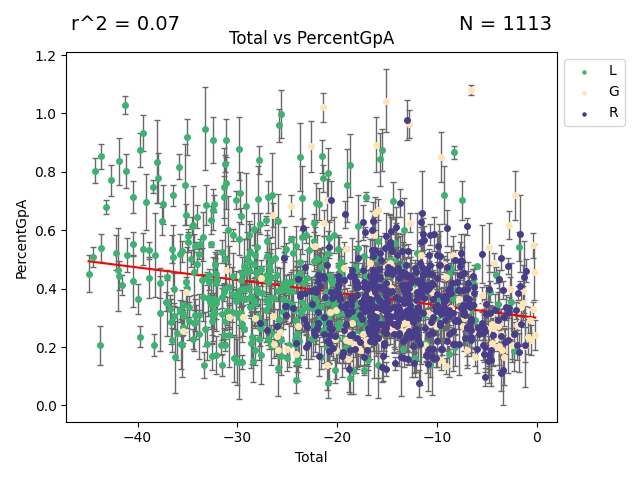 r^2 = 0.07 N = 1113
Total vs PercentGpA
L
G
R
PercentGpA
1.2
1.0
0.8
0.6
0.4
0.2
0.0
−40 −30 −20 −10 0
Total